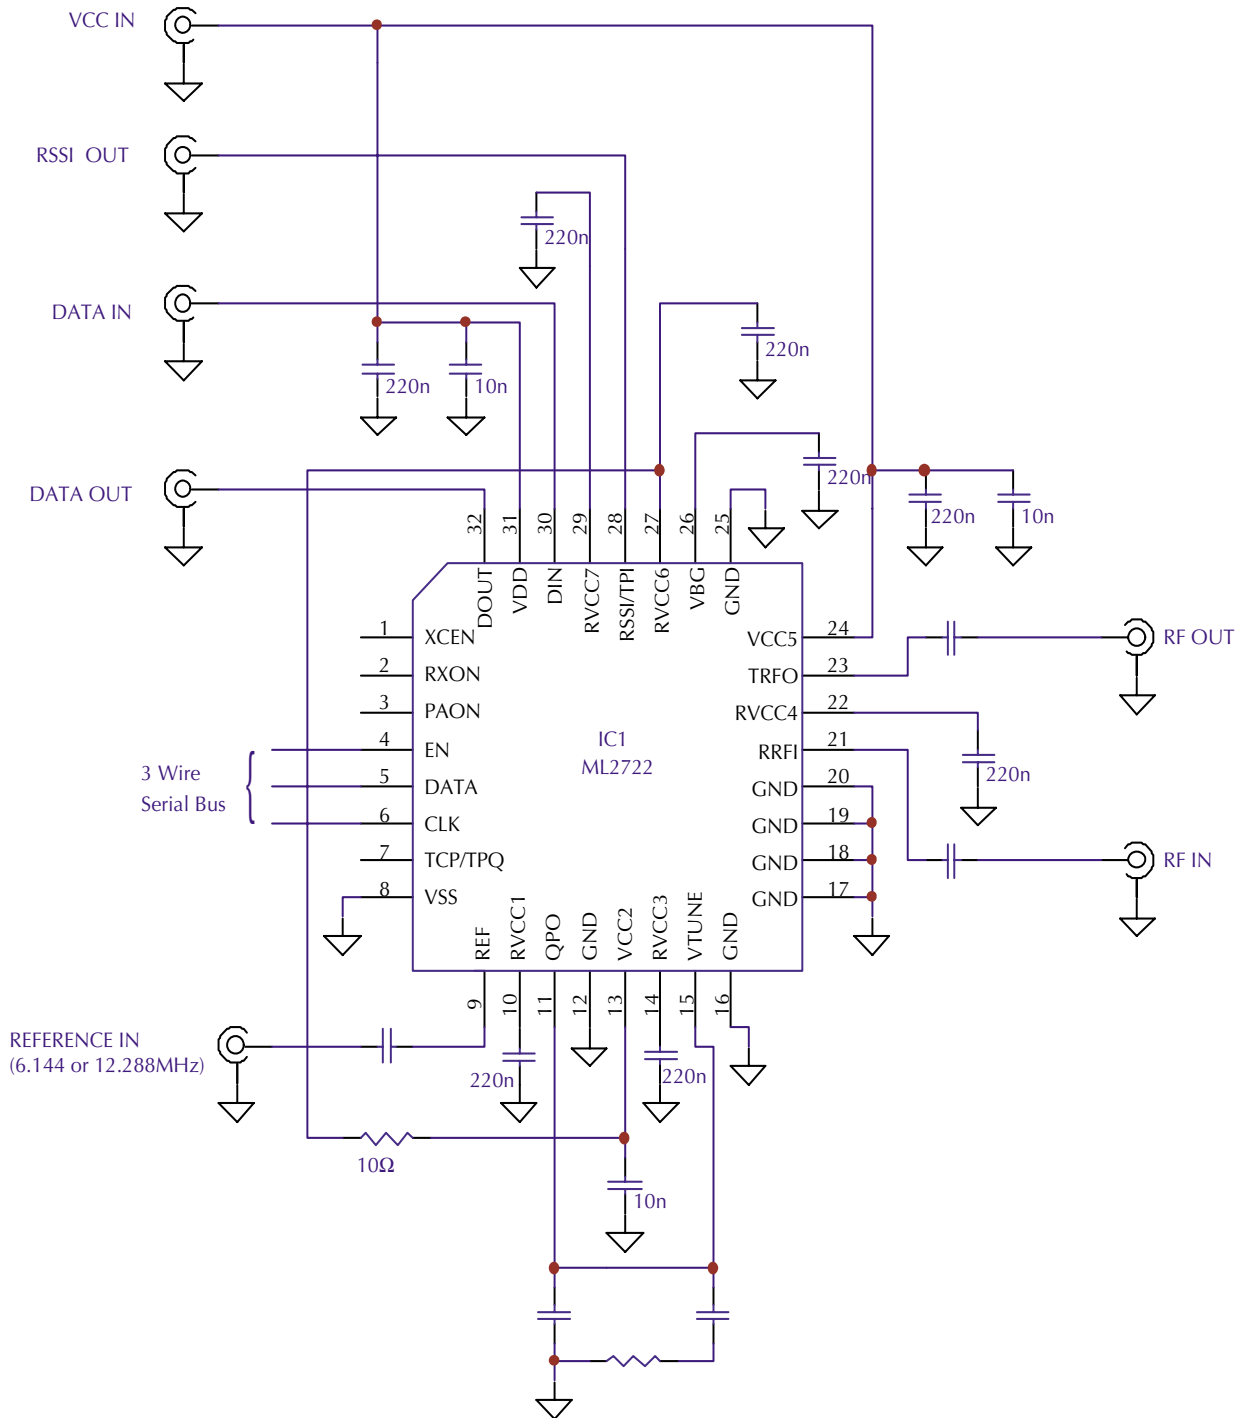 VCC IN
RSSI OUT
220n
DATA IN
220n
220n
10n
220n
DATA OUT
220n
10n
32
31
30
29
28
27
26
25
DOUT
VDD
DIN
RVCC7
RSSI/TPI
RVCC6
VBG
GND
1 XCEN
2 RXON
3 PAON
4 EN
5 DATA
6 CLK
7 TCP/TPQ
8 VSS
3 Wire
Serial Bus
IC1
ML2722
VCC5 24
TRFO 23
RVCC4 22
RRFI 21
GND 20
GND 19
GND 18
GND 17
RF OUT
220n
RF IN
REF
RVCC1
QPO
GND
VCC2
RVCC3
VTUNE
GND
9
10
11
12
13
14
15
16
REFERENCE IN
(6.144 or 12.288MHz)
220n
220n
10Ω
10n